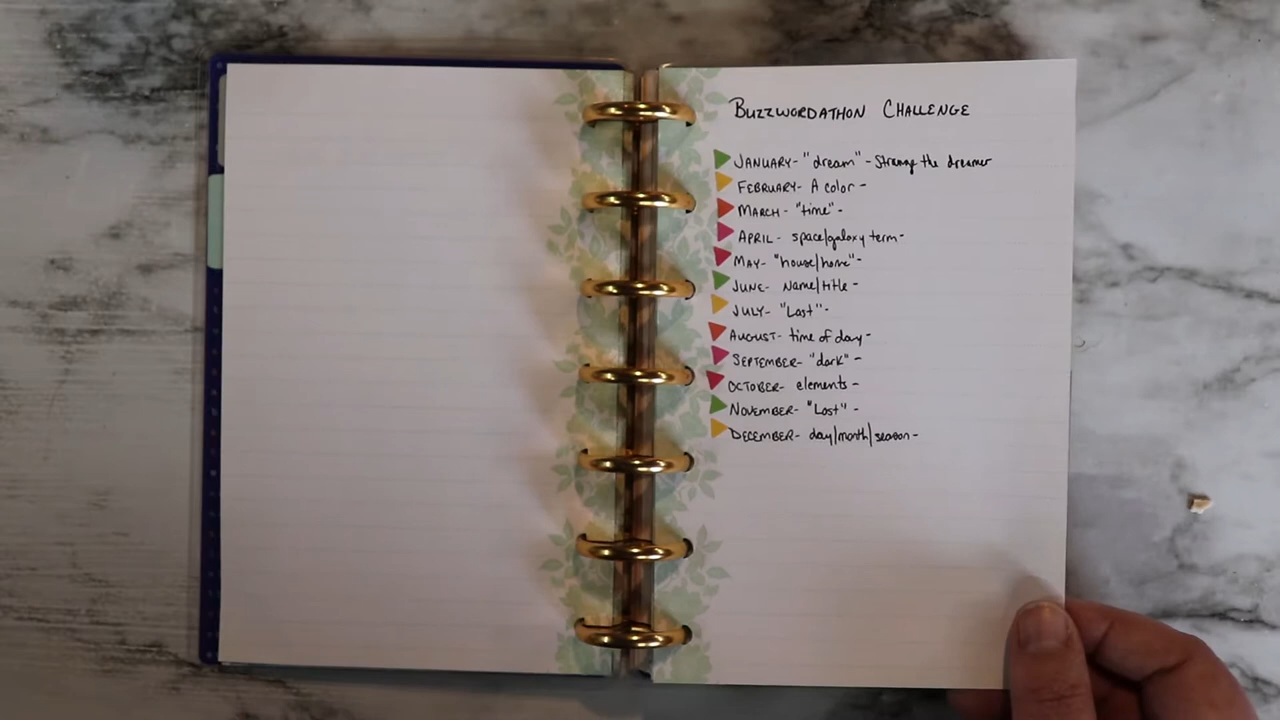 BUZZWORDATHON CHALLENGE
JANUARY- "dream" - Strange the dreamer
FEBRUARY- A color -
MARCH - "time" -
APRIL - space/galaxy term-
MAY- "house/home"-
JUNE- Name/title -
JULY- "Last" -
AUGUST- time of day-
SEPTEMBER- "dark" -
OCTOBER- elements -
NOVEMBER- "Lost" -
DECEMBER- day/month/season-